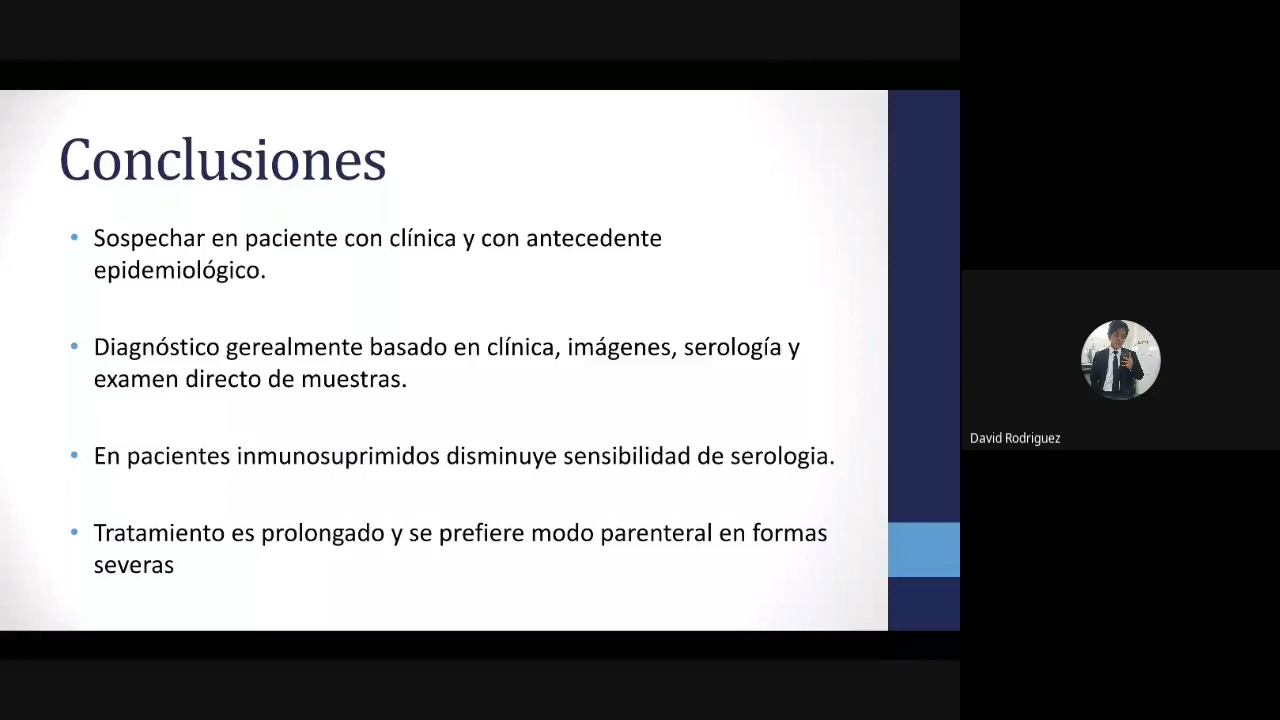 Conclusiones
• Sospechar en paciente con clínica y con antecedente
epidemiológico.
• Diagnóstico gerealmente basado en clínica, imágenes, serología y
examen directo de muestras.
• En pacientes inmunosuprimidos disminuye sensibilidad de serologia.
• Tratamiento es prolongado y se prefiere modo parenteral en formas
severas
David Rodriguez